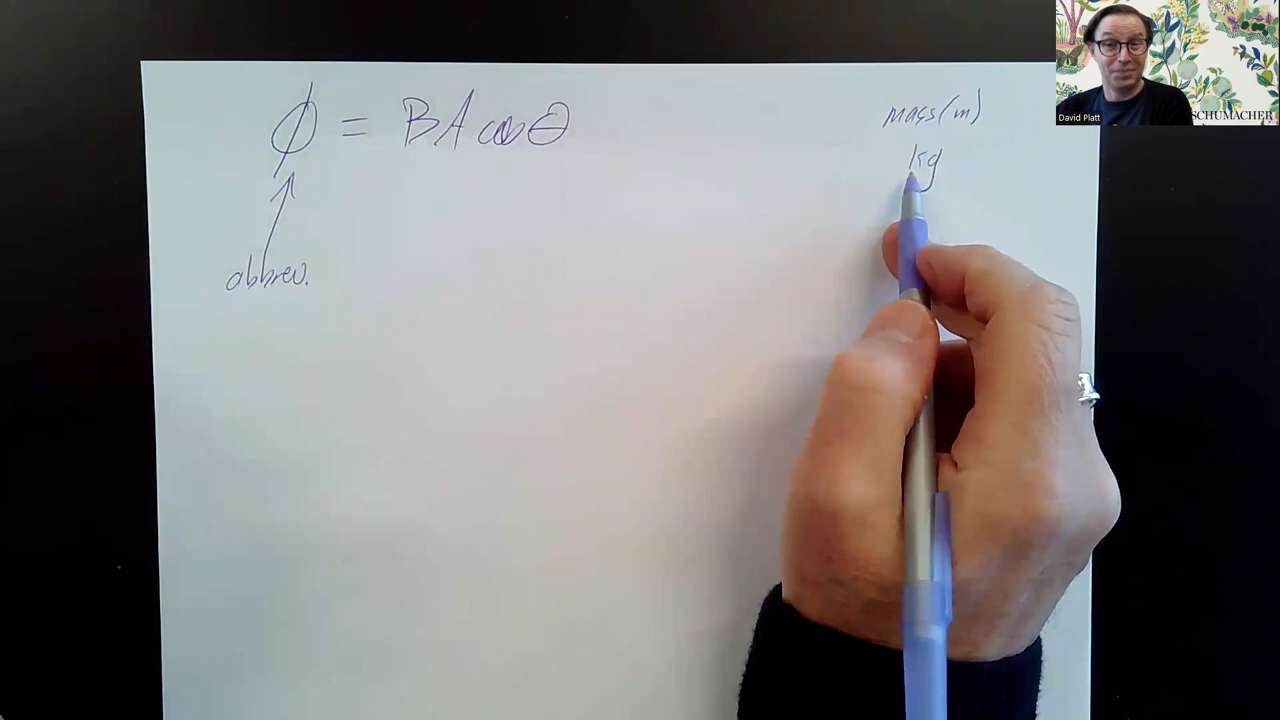 ϕ = BA cos θ
abbrev.
mass (m)
kg
David Platt
SCHUMACHER